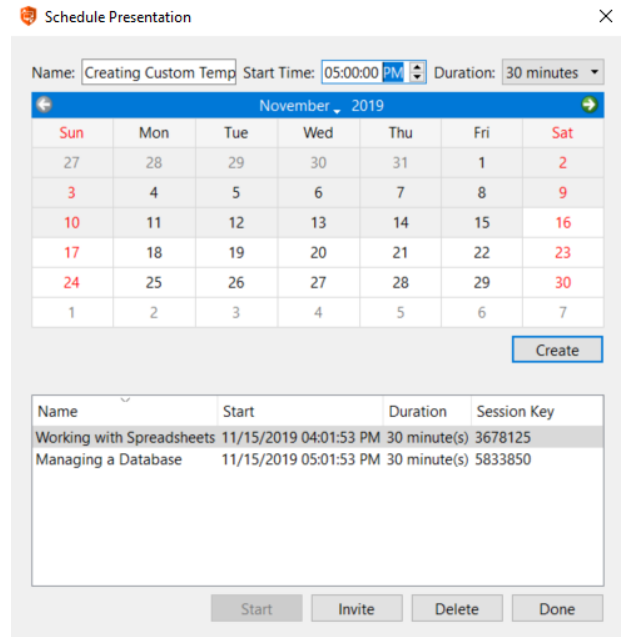 Schedule Presentation
Name: Creating Custom Temp Start Time: 05:00:00 PM Duration: 30 minutes
November 2019
Sun Mon Tue Wed Thu Fri Sat
27 28 29 30 31 1 2
3 4 5 6 7 8 9
10 11 12 13 14 15 16
17 18 19 20 21 22 23
24 25 26 27 28 29 30
1 2 3 4 5 6 7
Create
Name Start Duration Session Key
Working with Spreadsheets 11/15/2019 04:01:53 PM 30 minute(s) 3678125
Managing a Database 11/15/2019 05:01:53 PM 30 minute(s) 5833850
Start Invite Delete Done